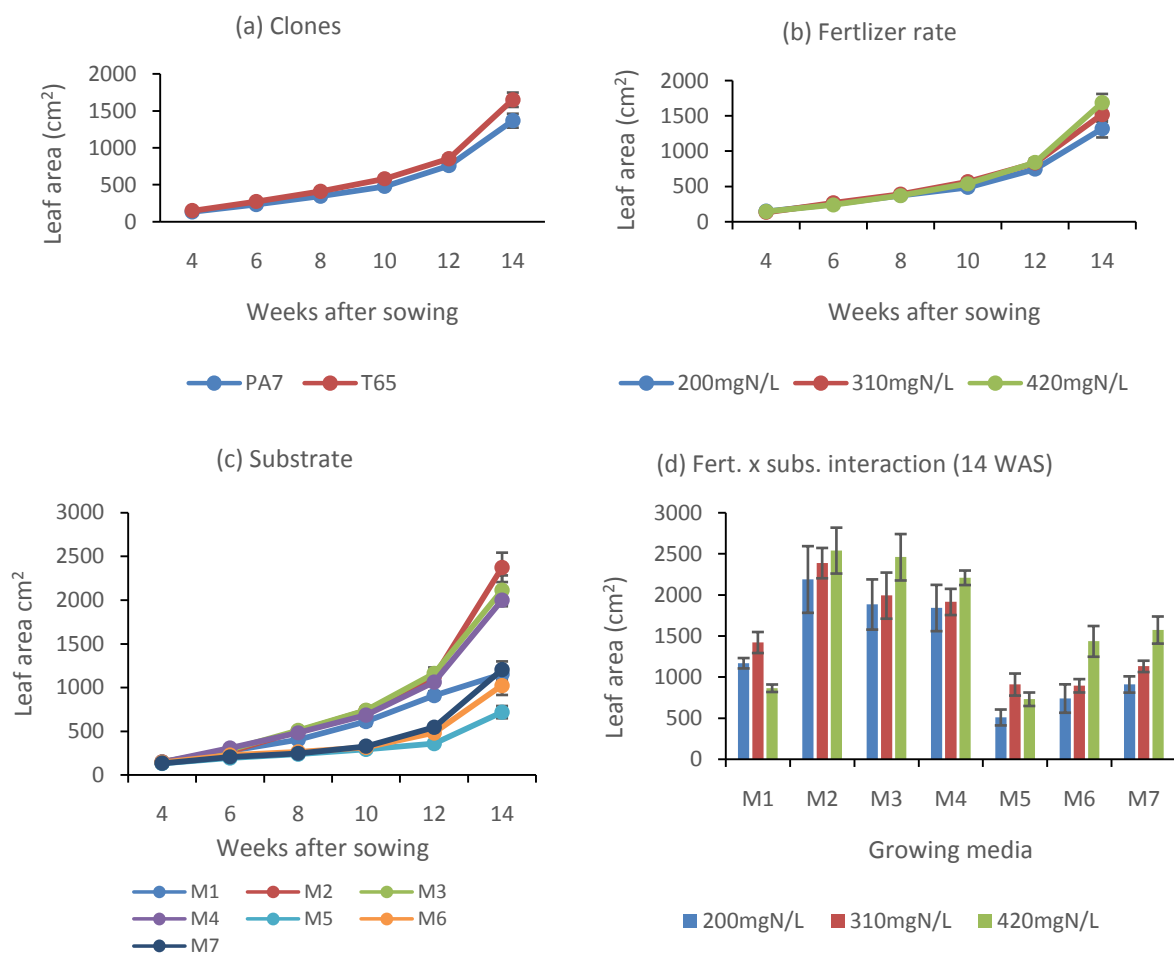 (a) Clones
Leaf area (cm²)
2000
1500
1000
500
0
4 6 8 10 12 14
Weeks after sowing
PA7 T65
(b) Fertlizer rate
Leaf area (cm²)
2000
1500
1000
500
0
4 6 8 10 12 14
Weeks after sowing
200mgN/L 310mgN/L 420mgN/L
(c) Substrate
Leaf area cm²
3000
2500
2000
1500
1000
500
0
4 6 8 10 12 14
Weeks after sowing
M1 M2 M3
M4 M5 M6
M7
(d) Fert. x subs. interaction (14 WAS)
Leaf area (cm²)
3000
2500
2000
1500
1000
500
0
M1 M2 M3 M4 M5 M6 M7
Growing media
200mgN/L 310mgN/L 420mgN/L